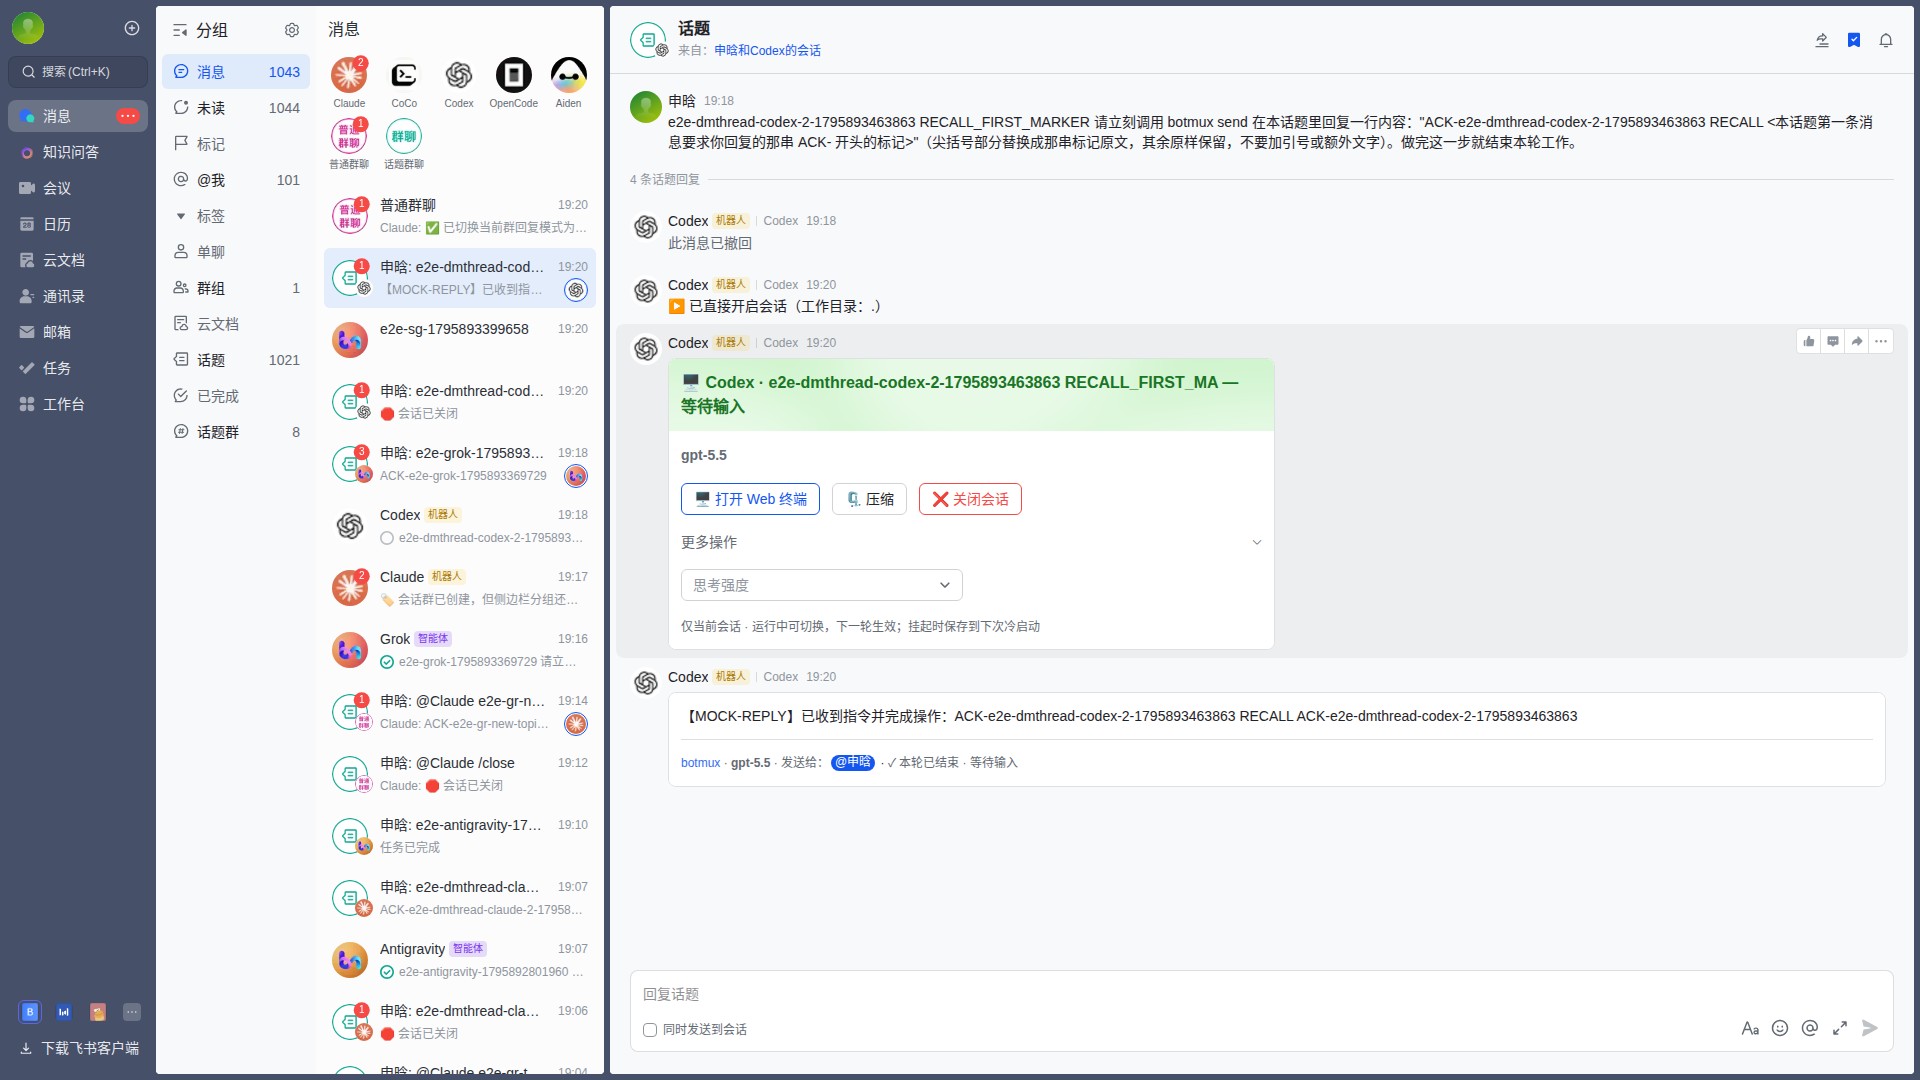 搜索 (Ctrl+K)
消息
知识问答
会议
日历
云文档
通讯录
邮箱
任务
工作台
下载飞书客户端
分组
消息 1043
未读 1044
标记
@我 101
标签
单聊
群组 1
云文档
话题 1021
已完成
话题群 8
消息
2
Claude
CoCo
Codex
OpenCode
Aiden
1
普通群聊
群聊
话题群聊
1
普通群聊 19:20
Claude: ✅ 已切换当前群回复模式为…
1
申晗: e2e-dmthread-cod… 19:20
【MOCK-REPLY】已收到指…
e2e-sg-1795893399658 19:20
1
申晗: e2e-dmthread-cod… 19:20
会话已关闭
3
申晗: e2e-grok-1795893… 19:18
ACK-e2e-grok-1795893369729
Codex 机器人 19:18
e2e-dmthread-codex-2-1795893…
2
Claude 机器人 19:17
会话群已创建，但侧边栏分组还…
Grok 智能体 19:16
e2e-grok-1795893369729 请立…
1
申晗: @Claude e2e-gr-n… 19:14
Claude: ACK-e2e-gr-new-topi…
申晗: @Claude /close 19:12
Claude: 会话已关闭
申晗: e2e-antigravity-17… 19:10
任务已完成
申晗: e2e-dmthread-cla… 19:07
ACK-e2e-dmthread-claude-2-17958…
Antigravity 智能体 19:07
e2e-antigravity-1795892801960 …
1
申晗: e2e-dmthread-cla… 19:06
会话已关闭
申晗: @Claude e2e-gr-t… 19:04
话题
来自：申晗和Codex的会话
申晗 19:18
e2e-dmthread-codex-2-1795893463863 RECALL_FIRST_MARKER 请立刻调用 botmux send 在本话题里回复一行内容："ACK-e2e-dmthread-codex-2-1795893463863 RECALL <本话题第一条消
息要求你回复的那串 ACK- 开头的标记>"（尖括号部分替换成那串标记原文，其余原样保留，不要加引号或额外文字）。做完这一步就结束本轮工作。
4 条话题回复
Codex 机器人 Codex 19:18
此消息已撤回
Codex 机器人 Codex 19:20
▶️ 已直接开启会话（工作目录：.）
Codex 机器人 Codex 19:20
🖥️ Codex · e2e-dmthread-codex-2-1795893463863 RECALL_FIRST_MA —
等待输入
gpt-5.5
🖥️ 打开 Web 终端 🗜️ 压缩 ❌ 关闭会话
更多操作
思考强度
仅当前会话 · 运行中可切换，下一轮生效；挂起时保存到下次冷启动
Codex 机器人 Codex 19:20
【MOCK-REPLY】已收到指令并完成操作：ACK-e2e-dmthread-codex-2-1795893463863 RECALL ACK-e2e-dmthread-codex-2-1795893463863
botmux · gpt-5.5 · 发送给：@申晗 · ✓ 本轮已结束 · 等待输入
回复话题
同时发送到会话